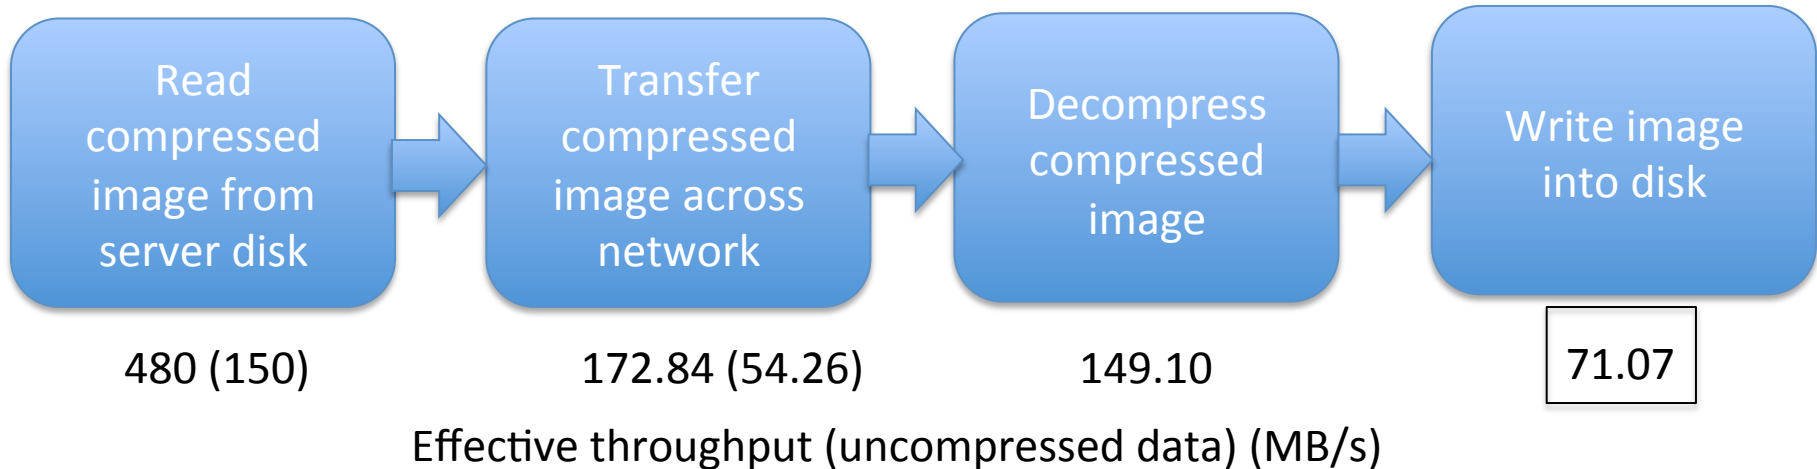 Read
compressed
image from
server disk
Transfer
compressed
image across
network
Decompress
compressed
image
Write image
into disk
480 (150)
172.84 (54.26)
149.10
71.07
Effective throughput (uncompressed data) (MB/s)